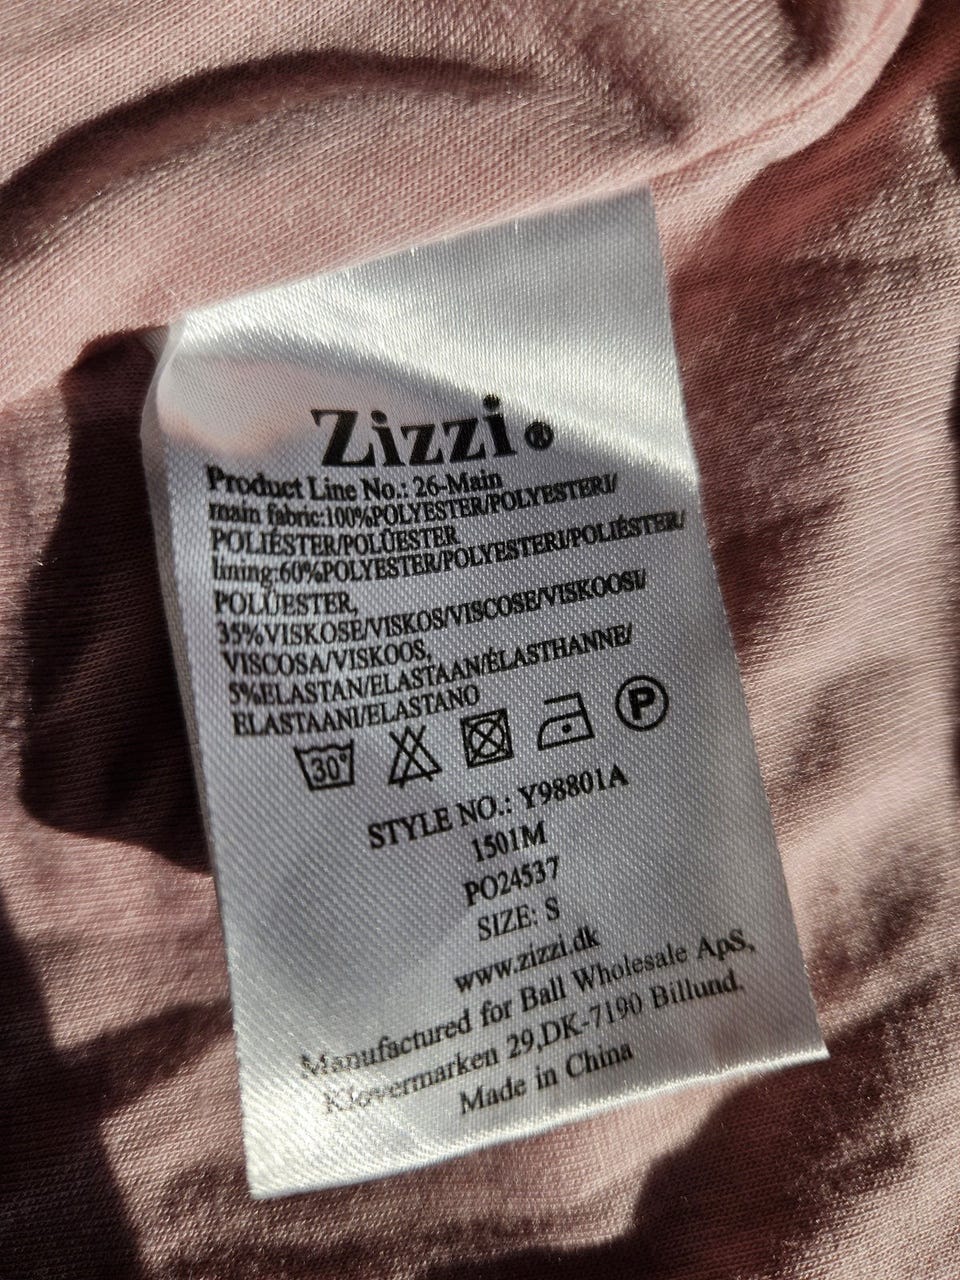 Zizzi®
Product Line No.: 26-Main
main fabric:100%POLYESTER/POLYESTERI/
POLIÉSTER/POLÜESTER
lining:60%POLYESTER/POLYESTERI/POLIÉSTER/
POLÜESTER,
35%VISKOSE/VISKOS/VISCOSE/VISKOOSI/
VISCOSA/VISKOOS,
5%ELASTAN/ELASTAAN/ÉLASTHANNE/
ELASTAANI/ELASTANO
30° P
STYLE NO.: Y98801A
1501M
PO24537
SIZE: S
www.zizzi.dk
Manufactured for Ball Wholesale ApS,
Klovermarken 29,DK-7190 Billund.
Made in China